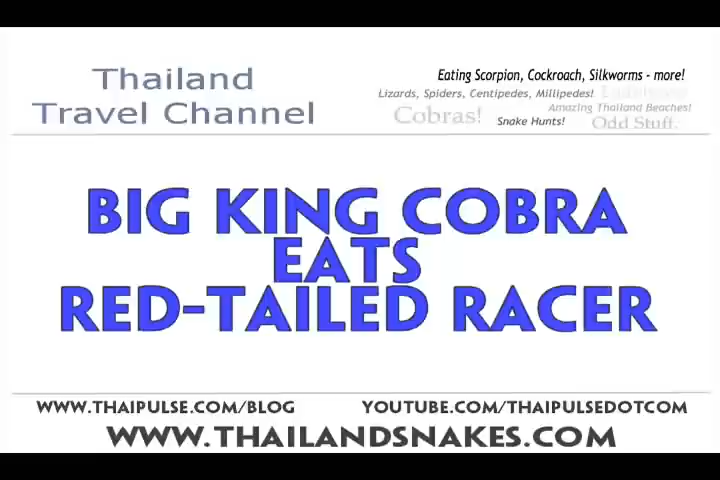 Thailand
Travel Channel
Eating Scorpion, Cockroach, Silkworms - more!
Lizards, Spiders, Centipedes, Millipedes!
Cobras!
Amazing Thailand Beaches!
Snake Hunts!
Odd Stuff.
BIG KING COBRA
EATS
RED-TAILED RACER
WWW.THAIPULSE.COM/BLOG
YOUTUBE.COM/THAIPULSEDOTCOM
WWW.THAILANDSNAKES.COM